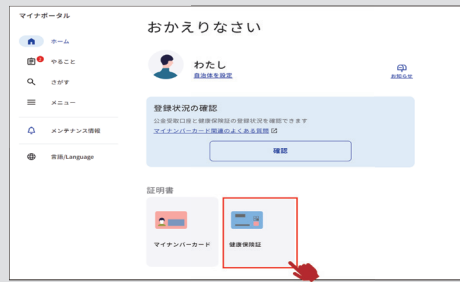 マイナポータル
ホーム
やること
さがす
メニュー
メンテナンス情報
言語/Language
おかえりなさい
わたし
自治体を設定
お知らせ
登録状況の確認
公金受取口座と健康保険証の登録状況を確認できます
マイナンバーカード関連のよくある質問
確認
証明書
マイナンバーカード
健康保険証